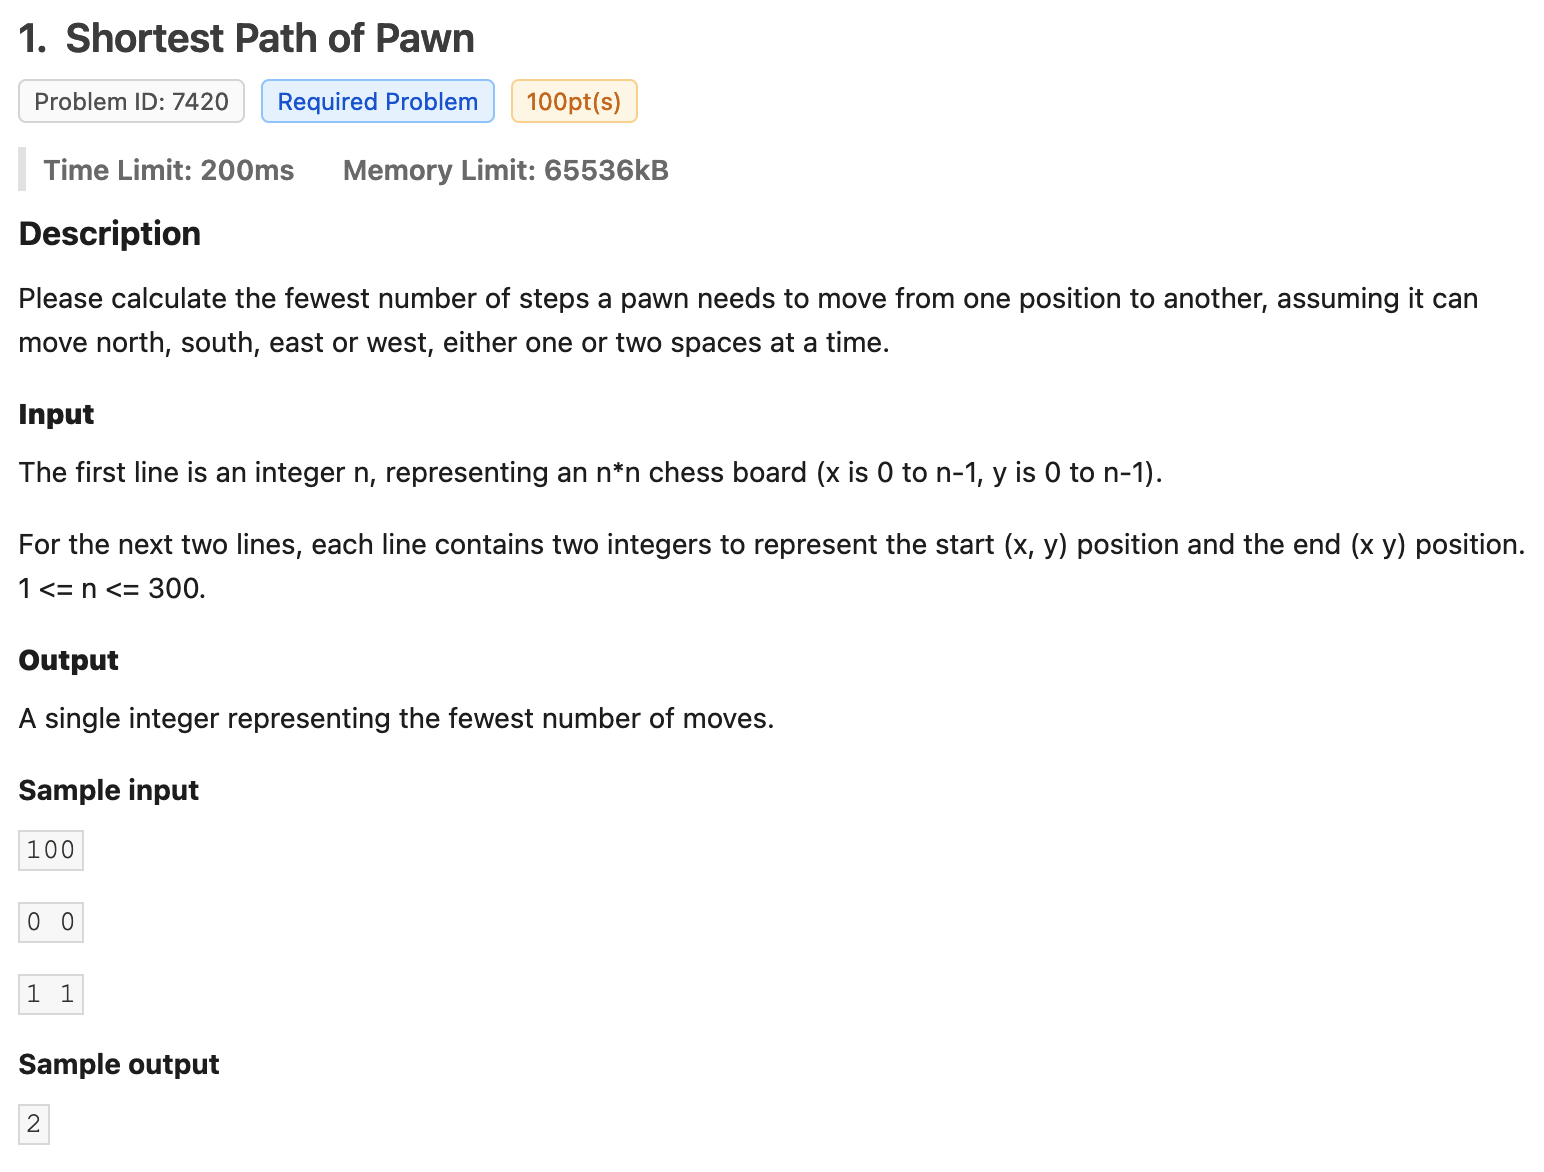 1. Shortest Path of Pawn
Problem ID: 7420 Required Problem 100pt(s)
Time Limit: 200ms Memory Limit: 65536kB
Description
Please calculate the fewest number of steps a pawn needs to move from one position to another, assuming it can
move north, south, east or west, either one or two spaces at a time.
Input
The first line is an integer n, representing an n*n chess board (x is 0 to n-1, y is 0 to n-1).
For the next two lines, each line contains two integers to represent the start (x, y) position and the end (x y) position.
1 <= n <= 300.
Output
A single integer representing the fewest number of moves.
Sample input
100
0 0
1 1
Sample output
2